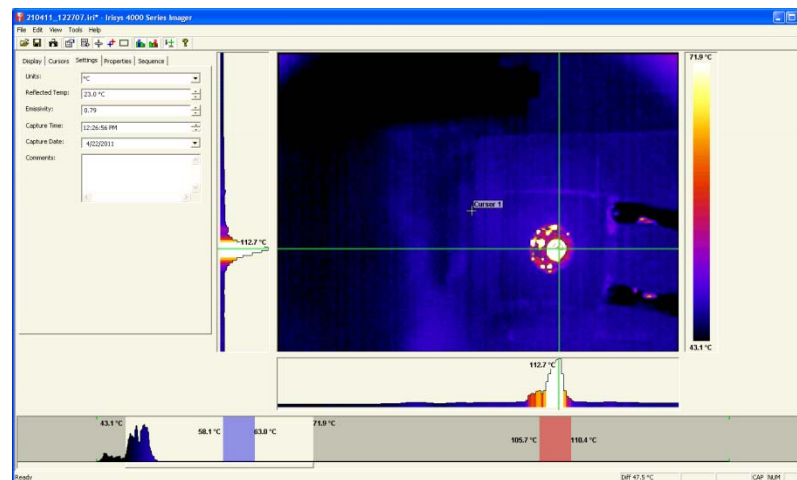 210411_122707.iri* - Irisys 4000 Series Imager
File Edit View Tools Help
Display Cursors Settings Properties Sequence
Units: °C
Reflected Temp: 23.0 °C
Emissivity: 0.79
Capture Time: 12:26:56 PM
Capture Date: 4/22/2011
Comments:
112.7 °C
Cursor 1
71.9 °C
43.1 °C
112.7 °C
43.1 °C
58.1 °C
63.8 °C
71.9 °C
105.7 °C
110.4 °C
Ready
Diff 47.5 °C
CAP NUM